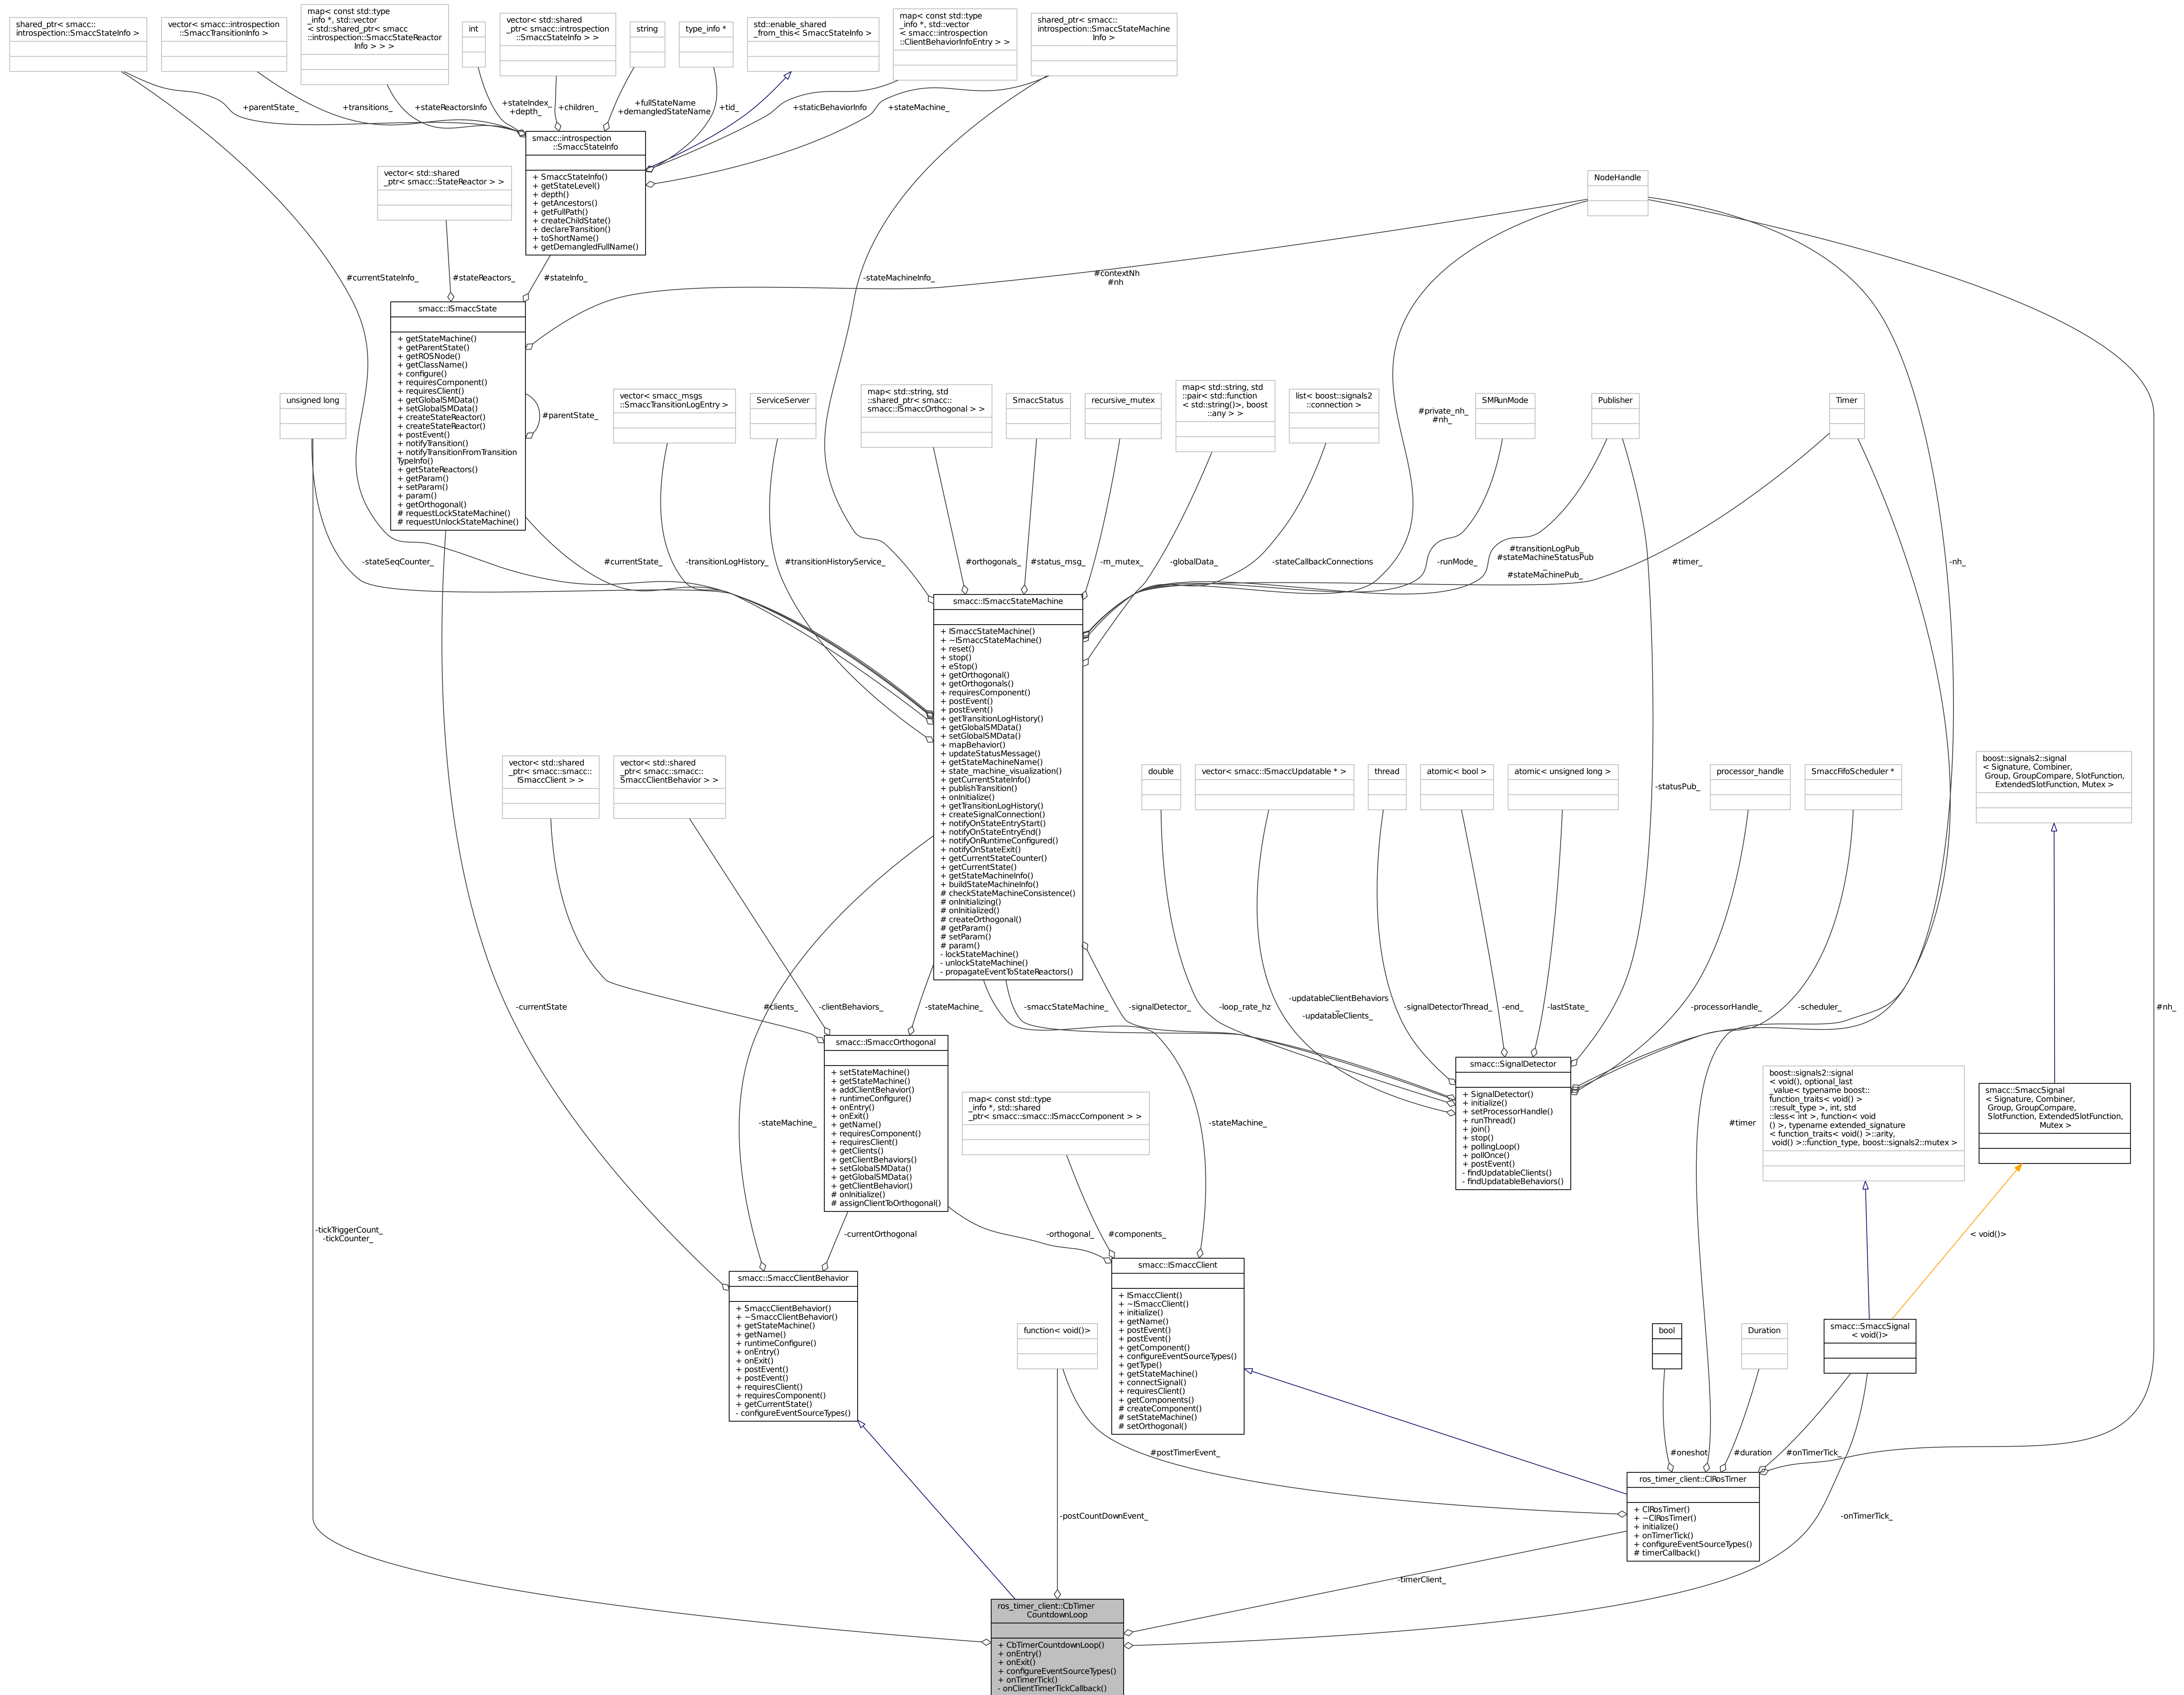 shared_ptr< smacc::
introspection::SmaccStateInfo >
vector< smacc::introspection
::SmaccTransitionInfo >
map< const std::type
_info *, std::vector
< std::shared_ptr< smacc
::introspection::SmaccStateReactor
Info > > >
int
vector< std::shared
_ptr< smacc::introspection
::SmaccStateInfo > >
string
type_info *
std::enable_shared
_from_this< SmaccStateInfo >
map< const std::type
_info *, std::vector
< smacc::introspection
::ClientBehaviorInfoEntry > >
shared_ptr< smacc::
introspection::SmaccStateMachine
Info >
+parentState_
+transitions_
+stateReactorsInfo
+stateIndex_
+depth_
+children_
+fullStateName
+demangledStateName
+tid_
+staticBehaviorInfo
+stateMachine_
smacc::introspection
::SmaccStateInfo
+ SmaccStateInfo()
+ getStateLevel()
+ depth()
+ getAncestors()
+ getFullPath()
+ createChildState()
+ declareTransition()
+ toShortName()
+ getDemangledFullName()
vector< std::shared
_ptr< smacc::StateReactor > >
NodeHandle
#currentStateInfo_
#stateReactors_
#stateInfo_
-stateMachineInfo_
#contextNh
#nh
smacc::ISmaccState
+ getStateMachine()
+ getParentState()
+ getROSNode()
+ getClassName()
+ configure()
+ requiresComponent()
+ requiresClient()
+ getGlobalSMData()
+ setGlobalSMData()
+ createStateReactor()
+ createStateReactor()
+ postEvent()
+ notifyTransition()
+ notifyTransitionFromTransition
TypeInfo()
+ getStateReactors()
+ getParam()
+ setParam()
+ param()
+ getOrthogonal()
# requestLockStateMachine()
# requestUnlockStateMachine()
#parentState_
unsigned long
vector< smacc_msgs
::SmaccTransitionLogEntry >
ServiceServer
map< std::string, std
::shared_ptr< smacc::
smacc::ISmaccOrthogonal > >
SmaccStatus
recursive_mutex
map< std::string, std
::pair< std::function
< std::string()>, boost
::any > >
list< boost::signals2
::connection >
#private_nh_
#nh_
SMRunMode
Publisher
Timer
-stateSeqCounter_
#currentState_
-transitionLogHistory_
#transitionHistoryService_
#orthogonals_
#status_msg_
-m_mutex_
-globalData_
-stateCallbackConnections
-runMode_
#transitionLogPub_
#stateMachineStatusPub
_
#stateMachinePub_
#timer_
-nh_
smacc::ISmaccStateMachine
+ ISmaccStateMachine()
+ ~ISmaccStateMachine()
+ reset()
+ stop()
+ eStop()
+ getOrthogonal()
+ getOrthogonals()
+ requiresComponent()
+ postEvent()
+ postEvent()
+ getTransitionLogHistory()
+ getGlobalSMData()
+ setGlobalSMData()
+ mapBehavior()
+ updateStatusMessage()
+ getStateMachineName()
+ state_machine_visualization()
+ getCurrentStateInfo()
+ publishTransition()
+ onInitialize()
+ getTransitionLogHistory()
+ createSignalConnection()
+ notifyOnStateEntryStart()
+ notifyOnStateEntryEnd()
+ notifyOnRuntimeConfigured()
+ notifyOnStateExit()
+ getCurrentStateCounter()
+ getCurrentState()
+ getStateMachineInfo()
+ buildStateMachineInfo()
# checkStateMachineConsistence()
# onInitializing()
# onInitialized()
# createOrthogonal()
# getParam()
# setParam()
# param()
- lockStateMachine()
- unlockStateMachine()
- propagateEventToStateReactors()
vector< std::shared
_ptr< smacc::smacc::
ISmaccClient > >
vector< std::shared
_ptr< smacc::smacc::
SmaccClientBehavior > >
double
vector< smacc::ISmaccUpdatable * >
thread
atomic< bool >
atomic< unsigned long >
-statusPub_
processor_handle
SmaccFifoScheduler *
boost::signals2::signal
< Signature, Combiner,
Group, GroupCompare, SlotFunction,
ExtendedSlotFunction, Mutex >
-currentState
#clients_
-clientBehaviors_
-stateMachine_
-smaccStateMachine_
-signalDetector_
-loop_rate_hz
-updatableClientBehaviors
_
-updatableClients_
-signalDetectorThread_
-end_
-lastState_
-processorHandle_
-scheduler_
#nh_
smacc::ISmaccOrthogonal
+ setStateMachine()
+ getStateMachine()
+ addClientBehavior()
+ runtimeConfigure()
+ onEntry()
+ onExit()
+ getName()
+ requiresComponent()
+ requiresClient()
+ getClients()
+ getClientBehaviors()
+ setGlobalSMData()
+ getGlobalSMData()
+ getClientBehavior()
# onInitialize()
# assignClientToOrthogonal()
smacc::SignalDetector
+ SignalDetector()
+ initialize()
+ setProcessorHandle()
+ runThread()
+ join()
+ stop()
+ pollingLoop()
+ pollOnce()
+ postEvent()
- findUpdatableClients()
- findUpdatableBehaviors()
map< const std::type
_info *, std::shared
_ptr< smacc::smacc::ISmaccComponent > >
boost::signals2::signal
< void(), optional_last
_value< typename boost::
function_traits< void() >
::result_type >, int, std
::less< int >, function< void
() >, typename extended_signature
< function_traits< void() >::arity,
void() >::function_type, boost::signals2::mutex >
smacc::SmaccSignal
< Signature, Combiner,
Group, GroupCompare,
SlotFunction, ExtendedSlotFunction,
Mutex >
-stateMachine_
-stateMachine_
#timer
-tickTriggerCount_
-tickCounter_
-currentOrthogonal
-orthogonal_
#components_
< void()>
smacc::SmaccClientBehavior
+ SmaccClientBehavior()
+ ~SmaccClientBehavior()
+ getStateMachine()
+ getName()
+ runtimeConfigure()
+ onEntry()
+ onExit()
+ postEvent()
+ postEvent()
+ requiresClient()
+ requiresComponent()
+ getCurrentState()
- configureEventSourceTypes()
function< void()>
smacc::ISmaccClient
+ ISmaccClient()
+ ~ISmaccClient()
+ initialize()
+ getName()
+ postEvent()
+ postEvent()
+ getComponent()
+ configureEventSourceTypes()
+ getType()
+ getStateMachine()
+ connectSignal()
+ requiresClient()
+ getComponents()
# createComponent()
# setStateMachine()
# setOrthogonal()
bool
Duration
smacc::SmaccSignal
< void()>
#postTimerEvent_
#oneshot
#duration
#onTimerTick_
ros_timer_client::ClRosTimer
+ ClRosTimer()
+ ~ClRosTimer()
+ initialize()
+ onTimerTick()
+ configureEventSourceTypes()
# timerCallback()
-postCountDownEvent_
-timerClient_
-onTimerTick_
ros_timer_client::CbTimer
CountdownLoop
+ CbTimerCountdownLoop()
+ onEntry()
+ onExit()
+ configureEventSourceTypes()
+ onTimerTick()
- onClientTimerTickCallback()